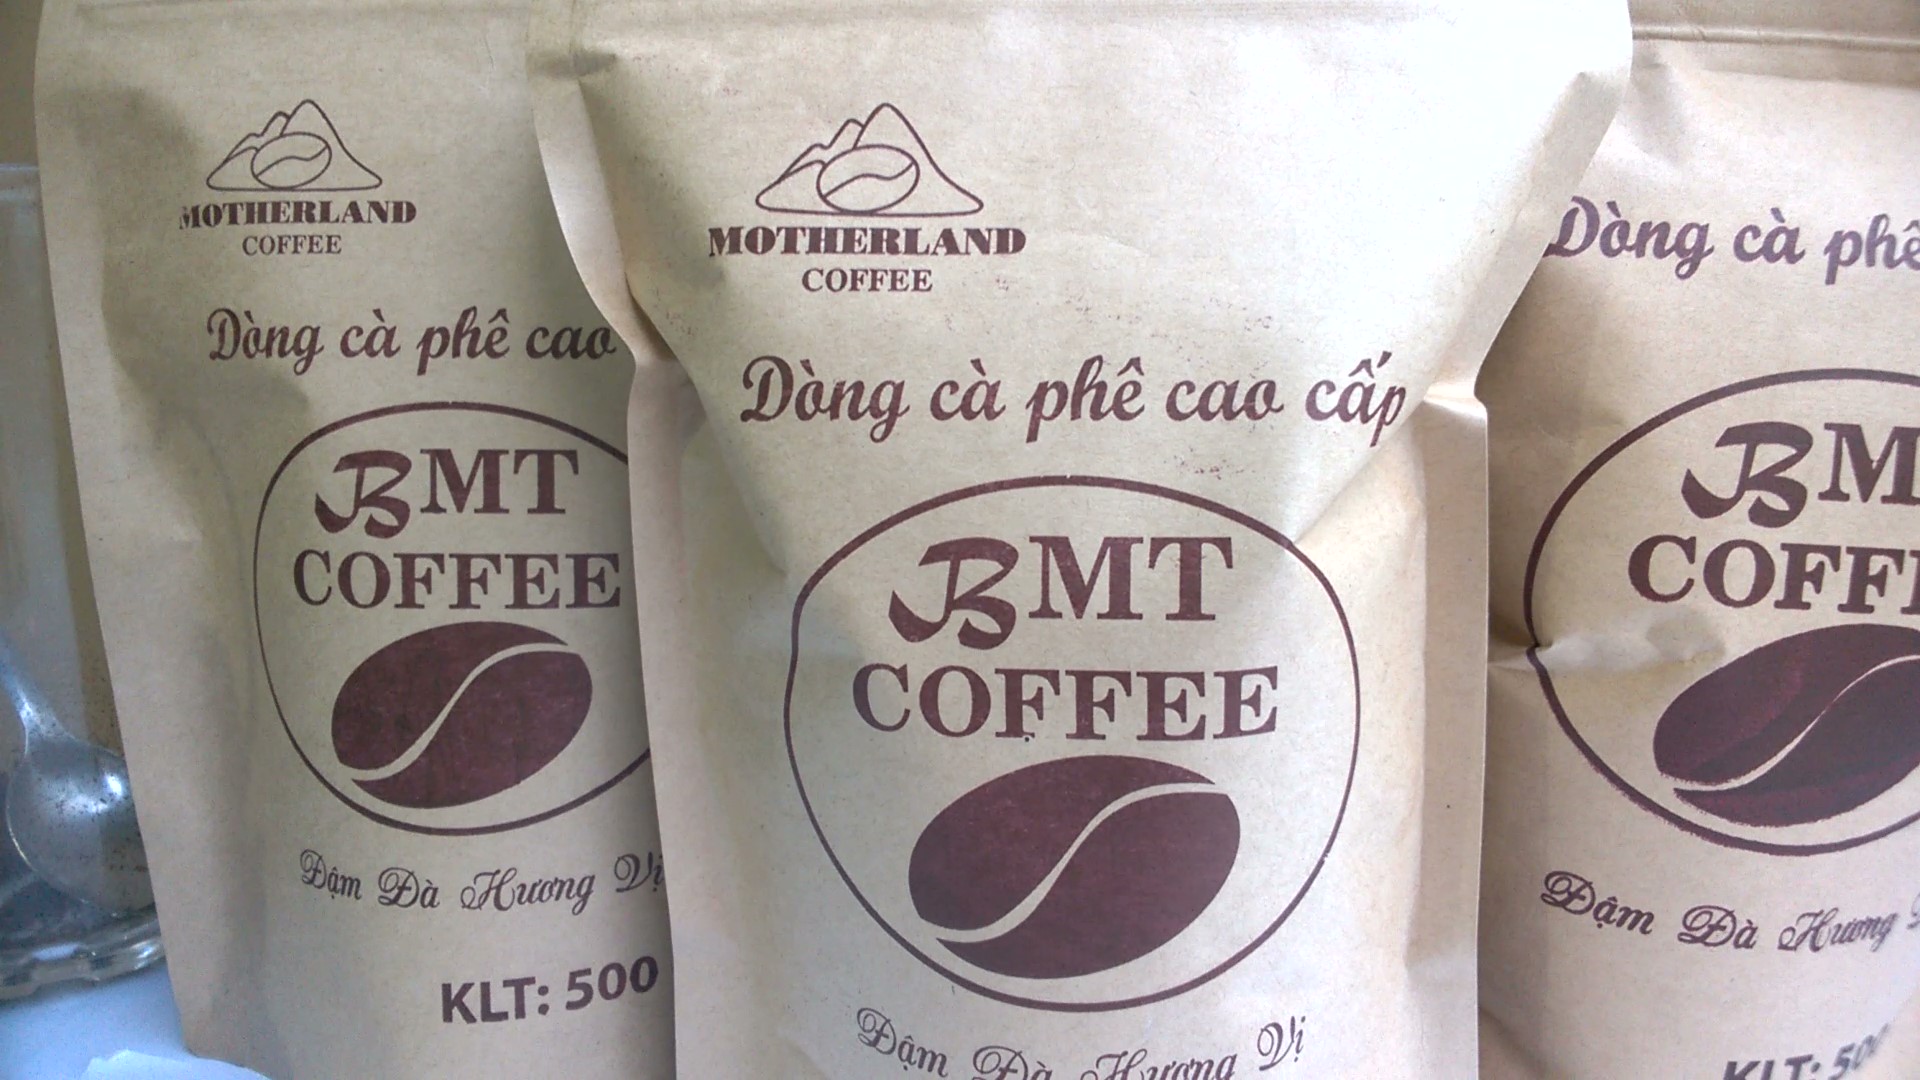 MOTHERLAND
COFFEE
Dòng cà phê cao
BMT
COFFEE
Đậm Đà Hương Vị
KLT: 500
MOTHERLAND
COFFEE
Dòng cà phê cao cấp
BMT
COFFEE
Đậm Đà Hương Vị
Dòng cà phê
BM
COFF
Đậm Đà Hương
KLT: 500